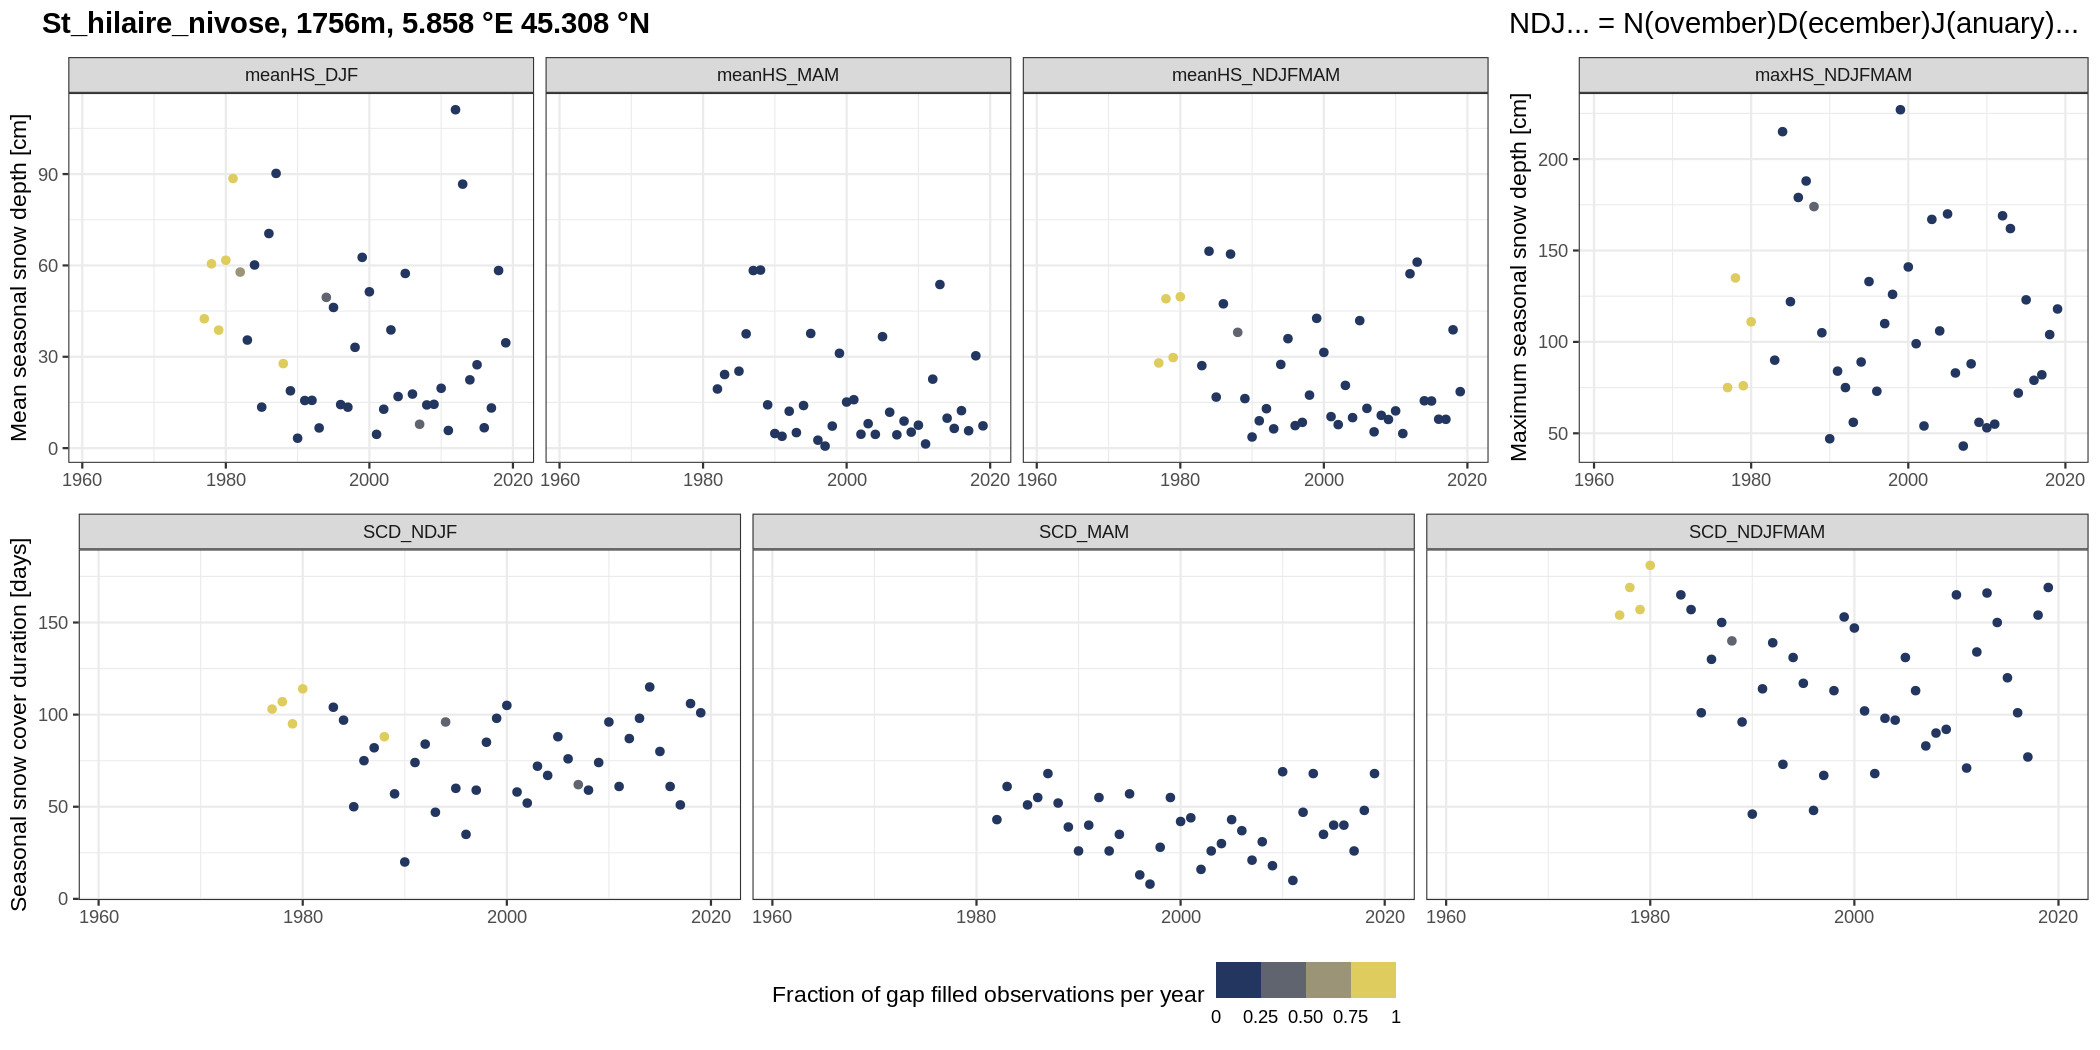 St_hilaire_nivose, 1756m, 5.858 °E 45.308 °N
NDJ... = N(ovember)D(ecember)J(anuary)...
meanHS_DJF
meanHS_MAM
meanHS_NDJFMAM
maxHS_NDJFMAM
Mean seasonal snow depth [cm]
90
60
30
0
1960 1980 2000 2020
1960 1980 2000 2020
1960 1980 2000 2020
Maximum seasonal snow depth [cm]
200
150
100
50
1960 1980 2000 2020
SCD_NDJF
SCD_MAM
SCD_NDJFMAM
Seasonal snow cover duration [days]
150
100
50
0
1960 1980 2000 2020
1960 1980 2000 2020
1960 1980 2000 2020
Fraction of gap filled observations per year
0 0.25 0.50 0.75 1